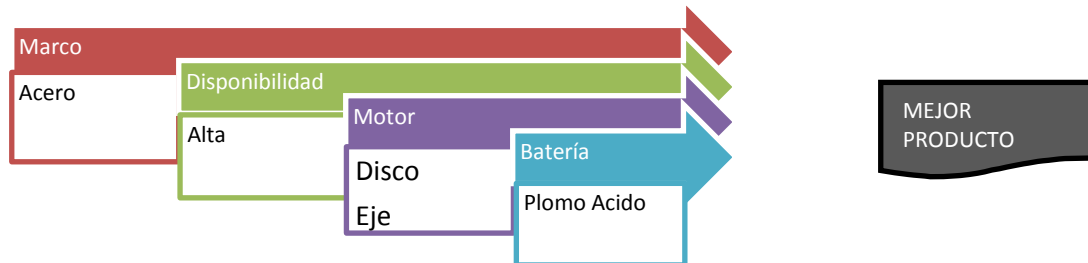 Marco
Acero
Disponibilidad
Alta
Motor
Disco
Eje
Batería
Plomo Acido
MEJOR
PRODUCTO